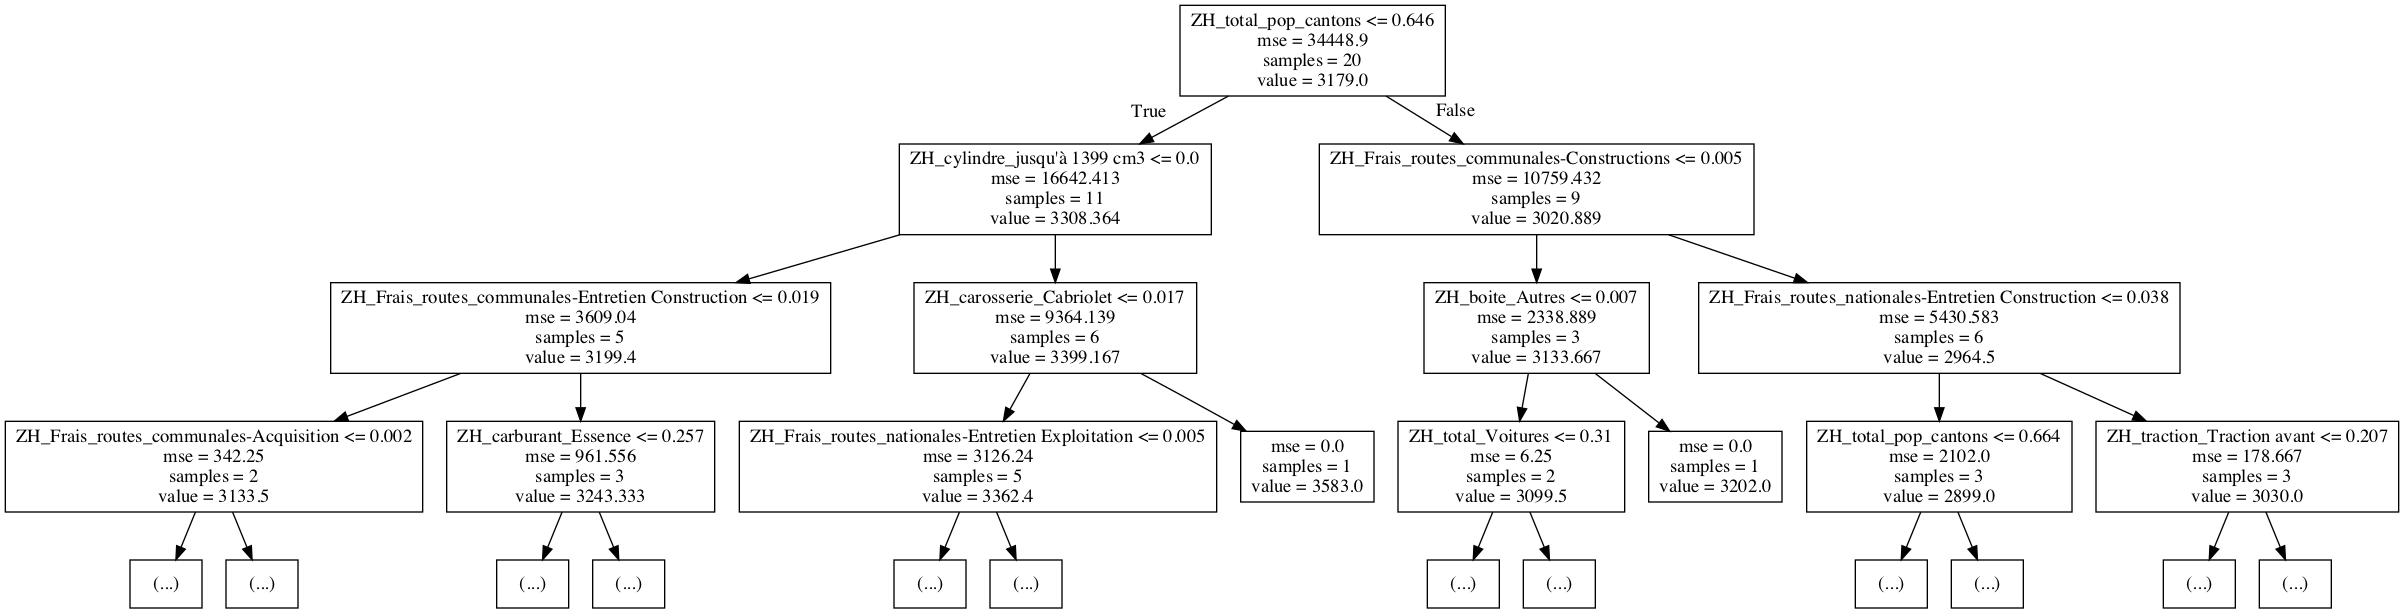 ZH_total_pop_cantons <= 0.646
mse = 34448.9
samples = 20
value = 3179.0
True
False
ZH_cylindre_jusqu'à 1399 cm3 <= 0.0
mse = 16642.413
samples = 11
value = 3308.364
ZH_Frais_routes_communales-Constructions <= 0.005
mse = 10759.432
samples = 9
value = 3020.889
ZH_Frais_routes_communales-Entretien Construction <= 0.019
mse = 3609.04
samples = 5
value = 3199.4
ZH_carosserie_Cabriolet <= 0.017
mse = 9364.139
samples = 6
value = 3399.167
ZH_boite_Autres <= 0.007
mse = 2338.889
samples = 3
value = 3133.667
ZH_Frais_routes_nationales-Entretien Construction <= 0.038
mse = 5430.583
samples = 6
value = 2964.5
ZH_Frais_routes_communales-Acquisition <= 0.002
mse = 342.25
samples = 2
value = 3133.5
ZH_carburant_Essence <= 0.257
mse = 961.556
samples = 3
value = 3243.333
ZH_Frais_routes_nationales-Entretien Exploitation <= 0.005
mse = 3126.24
samples = 5
value = 3362.4
mse = 0.0
samples = 1
value = 3583.0
ZH_total_Voitures <= 0.31
mse = 6.25
samples = 2
value = 3099.5
mse = 0.0
samples = 1
value = 3202.0
ZH_total_pop_cantons <= 0.664
mse = 2102.0
samples = 3
value = 2899.0
ZH_traction_Traction avant <= 0.207
mse = 178.667
samples = 3
value = 3030.0
(...)
(...)
(...)
(...)
(...)
(...)
(...)
(...)
(...)
(...)
(...)
(...)